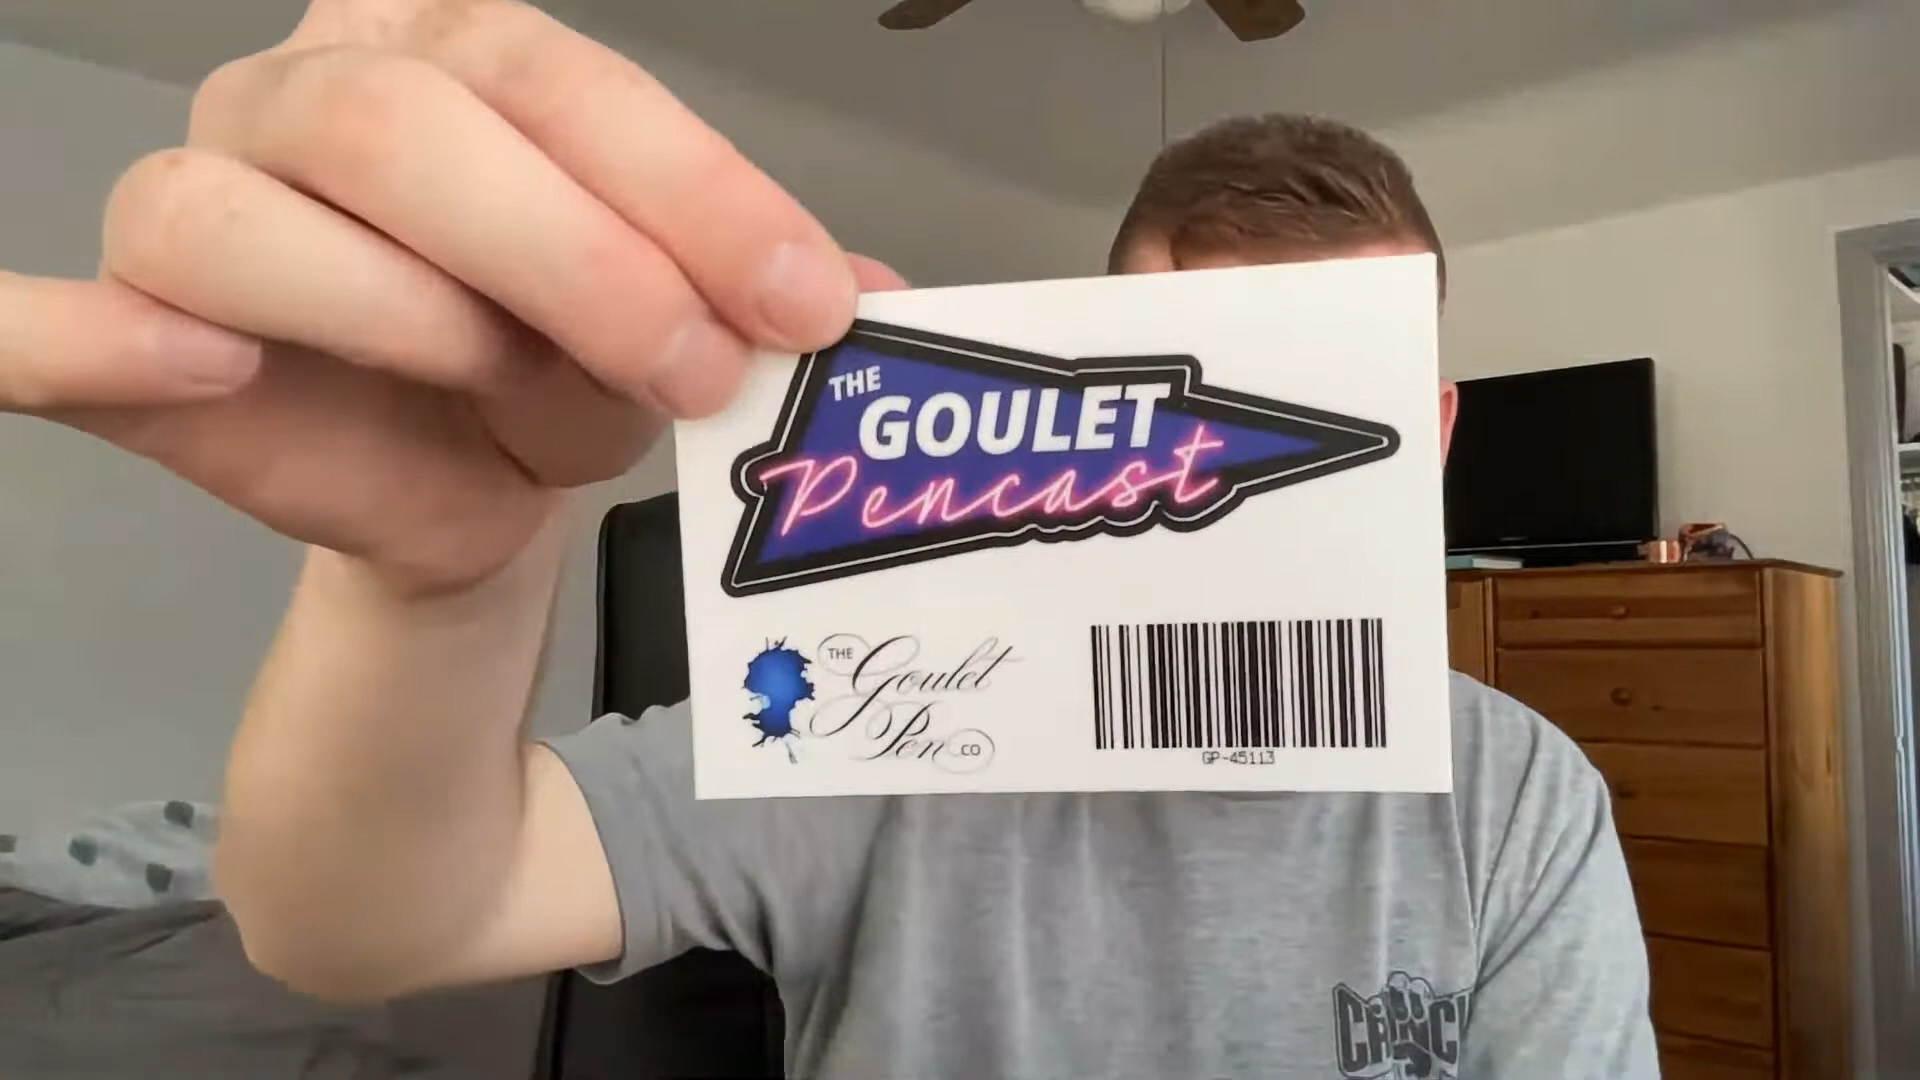 THE
GOULET
Pencast
THE
Goulet
Pen CO
GP-45113